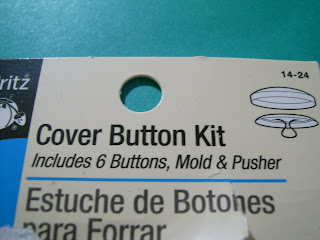 ritz
14-24
Cover Button Kit
Includes 6 Buttons, Mold & Pusher
Estuche de Botones
para Forrar